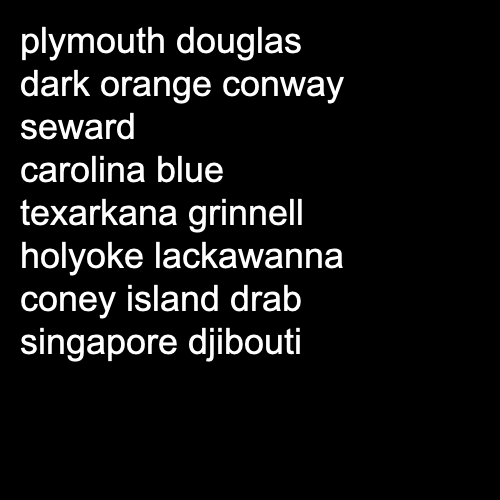 plymouth douglas
dark orange conway
seward
carolina blue
texarkana grinnell
holyoke lackawanna
coney island drab
singapore djibouti